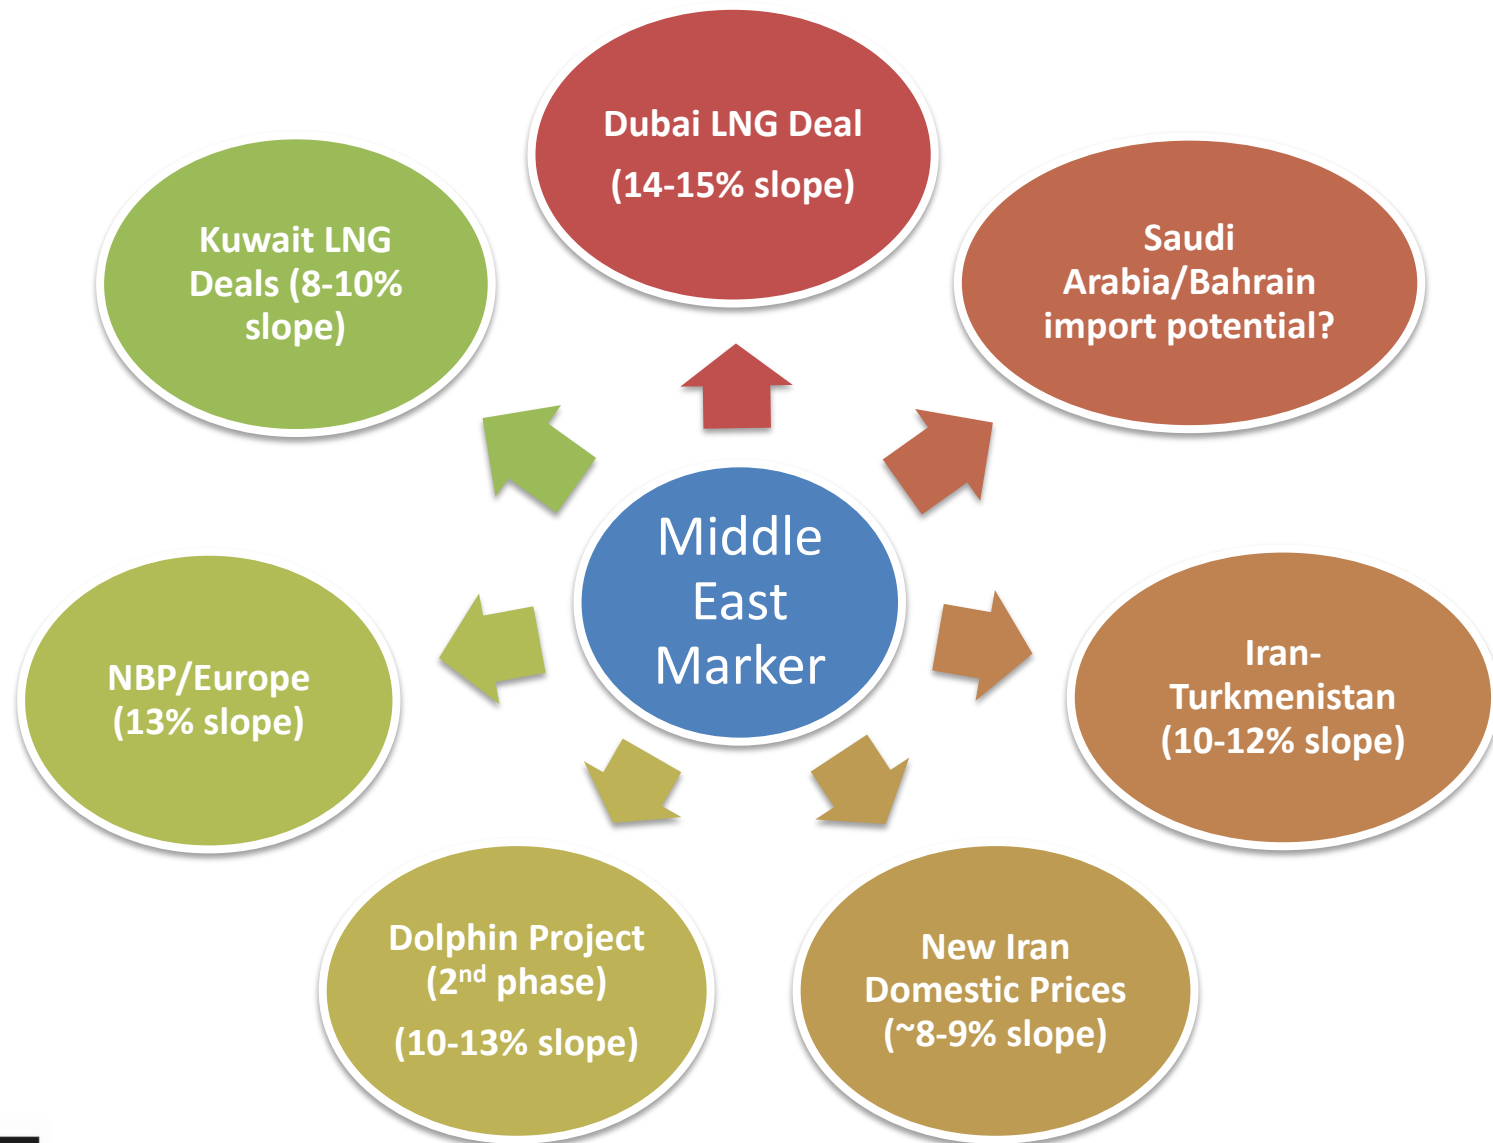 Dubai LNG Deal
(14-15% slope)
Kuwait LNG
Deals (8-10%
slope)
Saudi
Arabia/Bahrain
import potential?
Middle
East
Marker
NBP/Europe
(13% slope)
Iran-
Turkmenistan
(10-12% slope)
Dolphin Project
(2nd phase)
(10-13% slope)
New Iran
Domestic Prices
(~8-9% slope)